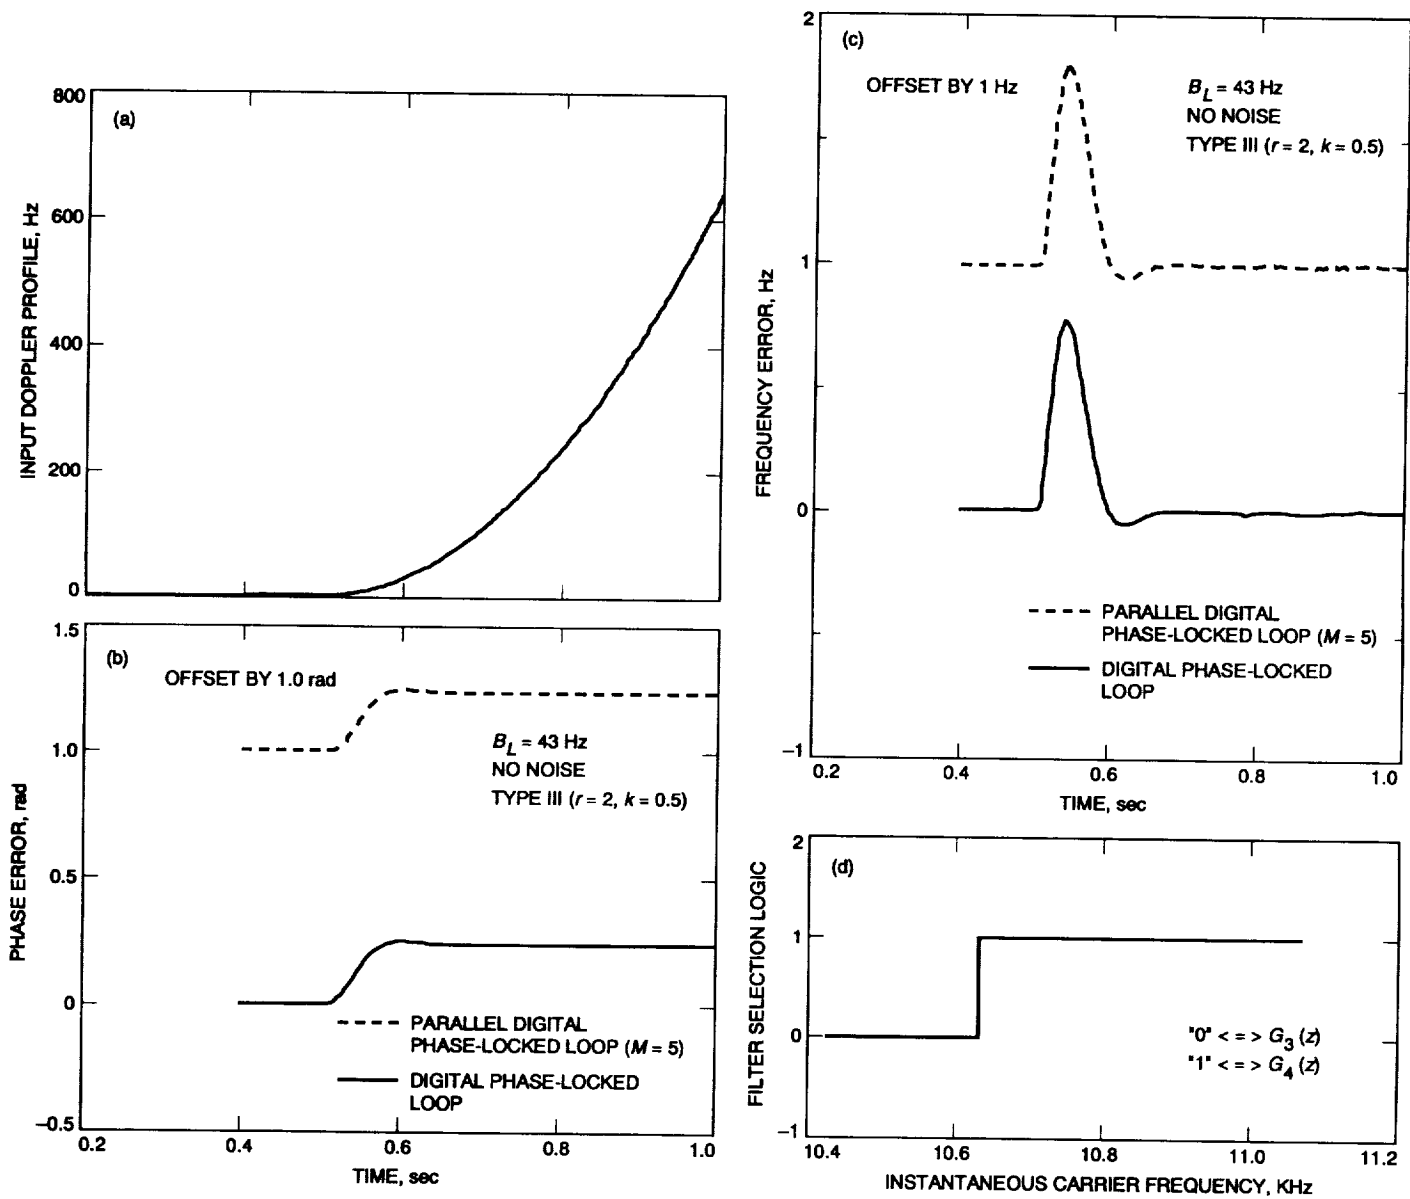 (a)
INPUT DOPPLER PROFILE, Hz
800
600
400
200
0
(b)
OFFSET BY 1.0 rad
B_L = 43 Hz
NO NOISE
TYPE III (r = 2, k = 0.5)
PHASE ERROR, rad
1.5
1.0
0.5
0
–0.5
PARALLEL DIGITAL
PHASE-LOCKED LOOP (M = 5)
DIGITAL PHASE-LOCKED
LOOP
0.2 0.4 0.6 0.8 1.0
TIME, sec
(c)
OFFSET BY 1 Hz
B_L = 43 Hz
NO NOISE
TYPE III (r = 2, k = 0.5)
FREQUENCY ERROR, Hz
2
1
0
–1
PARALLEL DIGITAL
PHASE-LOCKED LOOP (M = 5)
DIGITAL PHASE-LOCKED
LOOP
0.2 0.4 0.6 0.8 1.0
TIME, sec
(d)
FILTER SELECTION LOGIC
2
1
0
–1
"0" < = > G_3 (z)
"1" < = > G_4 (z)
10.4 10.6 10.8 11.0 11.2
INSTANTANEOUS CARRIER FREQUENCY, KHz